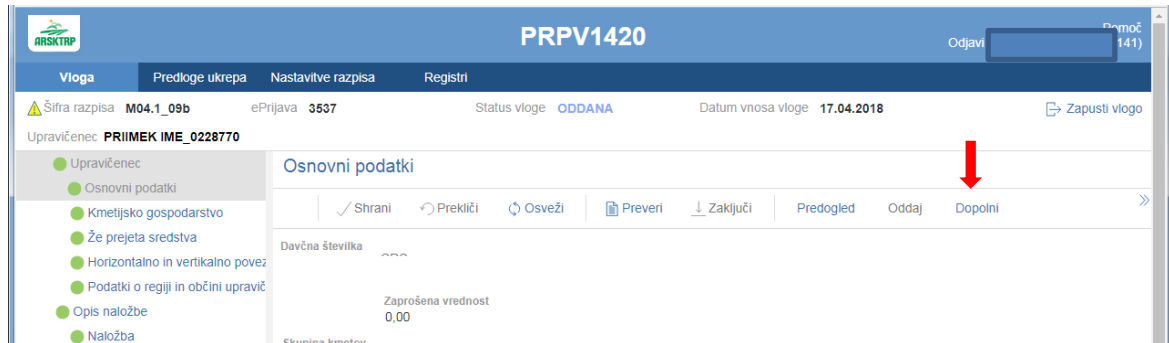 ARSKTRP
PRPV1420
Pomoč
Odjavi 141)
Vloga Predloge ukrepa Nastavitve razpisa Registri
Šifra razpisa M04.1_09b ePrijava 3537 Status vloge ODDANA Datum vnosa vloge 17.04.2018 Zapusti vlogo
Upravičenec PRIIMEK IME_0228770
Upravičenec
Osnovni podatki
Kmetijsko gospodarstvo
Že prejeta sredstva
Horizontalno in vertikalno povez
Podatki o regiji in občini upravič
Opis naložbe
Naložba
Osnovni podatki
Shrani Prekliči Osveži Preveri Zaključi Predogled Oddaj Dopolni
Davčna številka
Zaprošena vrednost
0,00
Skupina kmetov